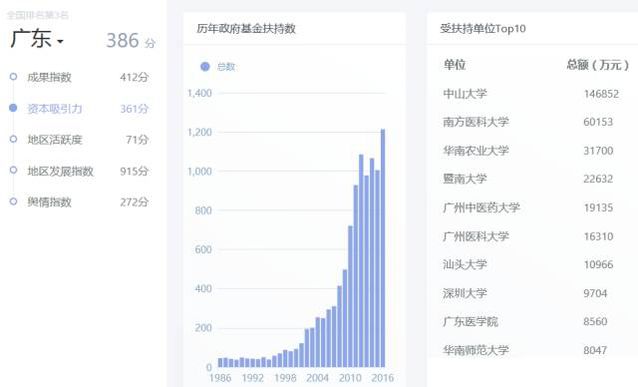 全国排名第3名
广东
386 分
成果指数 412分
资本吸引力 361分
地区活跃度 71分
地区发展指数 915分
舆情指数 272分
历年政府基金扶持数
总数
1,400
1,200
1,000
800
600
400
200
0
1986 1992 1998 2004 2010 2016
受扶持单位Top10
单位 总额（万元）
中山大学 146852
南方医科大学 60153
华南农业大学 31700
暨南大学 22632
广州中医药大学 19135
广州医科大学 16310
汕头大学 10966
深圳大学 9704
广东医学院 8560
华南师范大学 8047